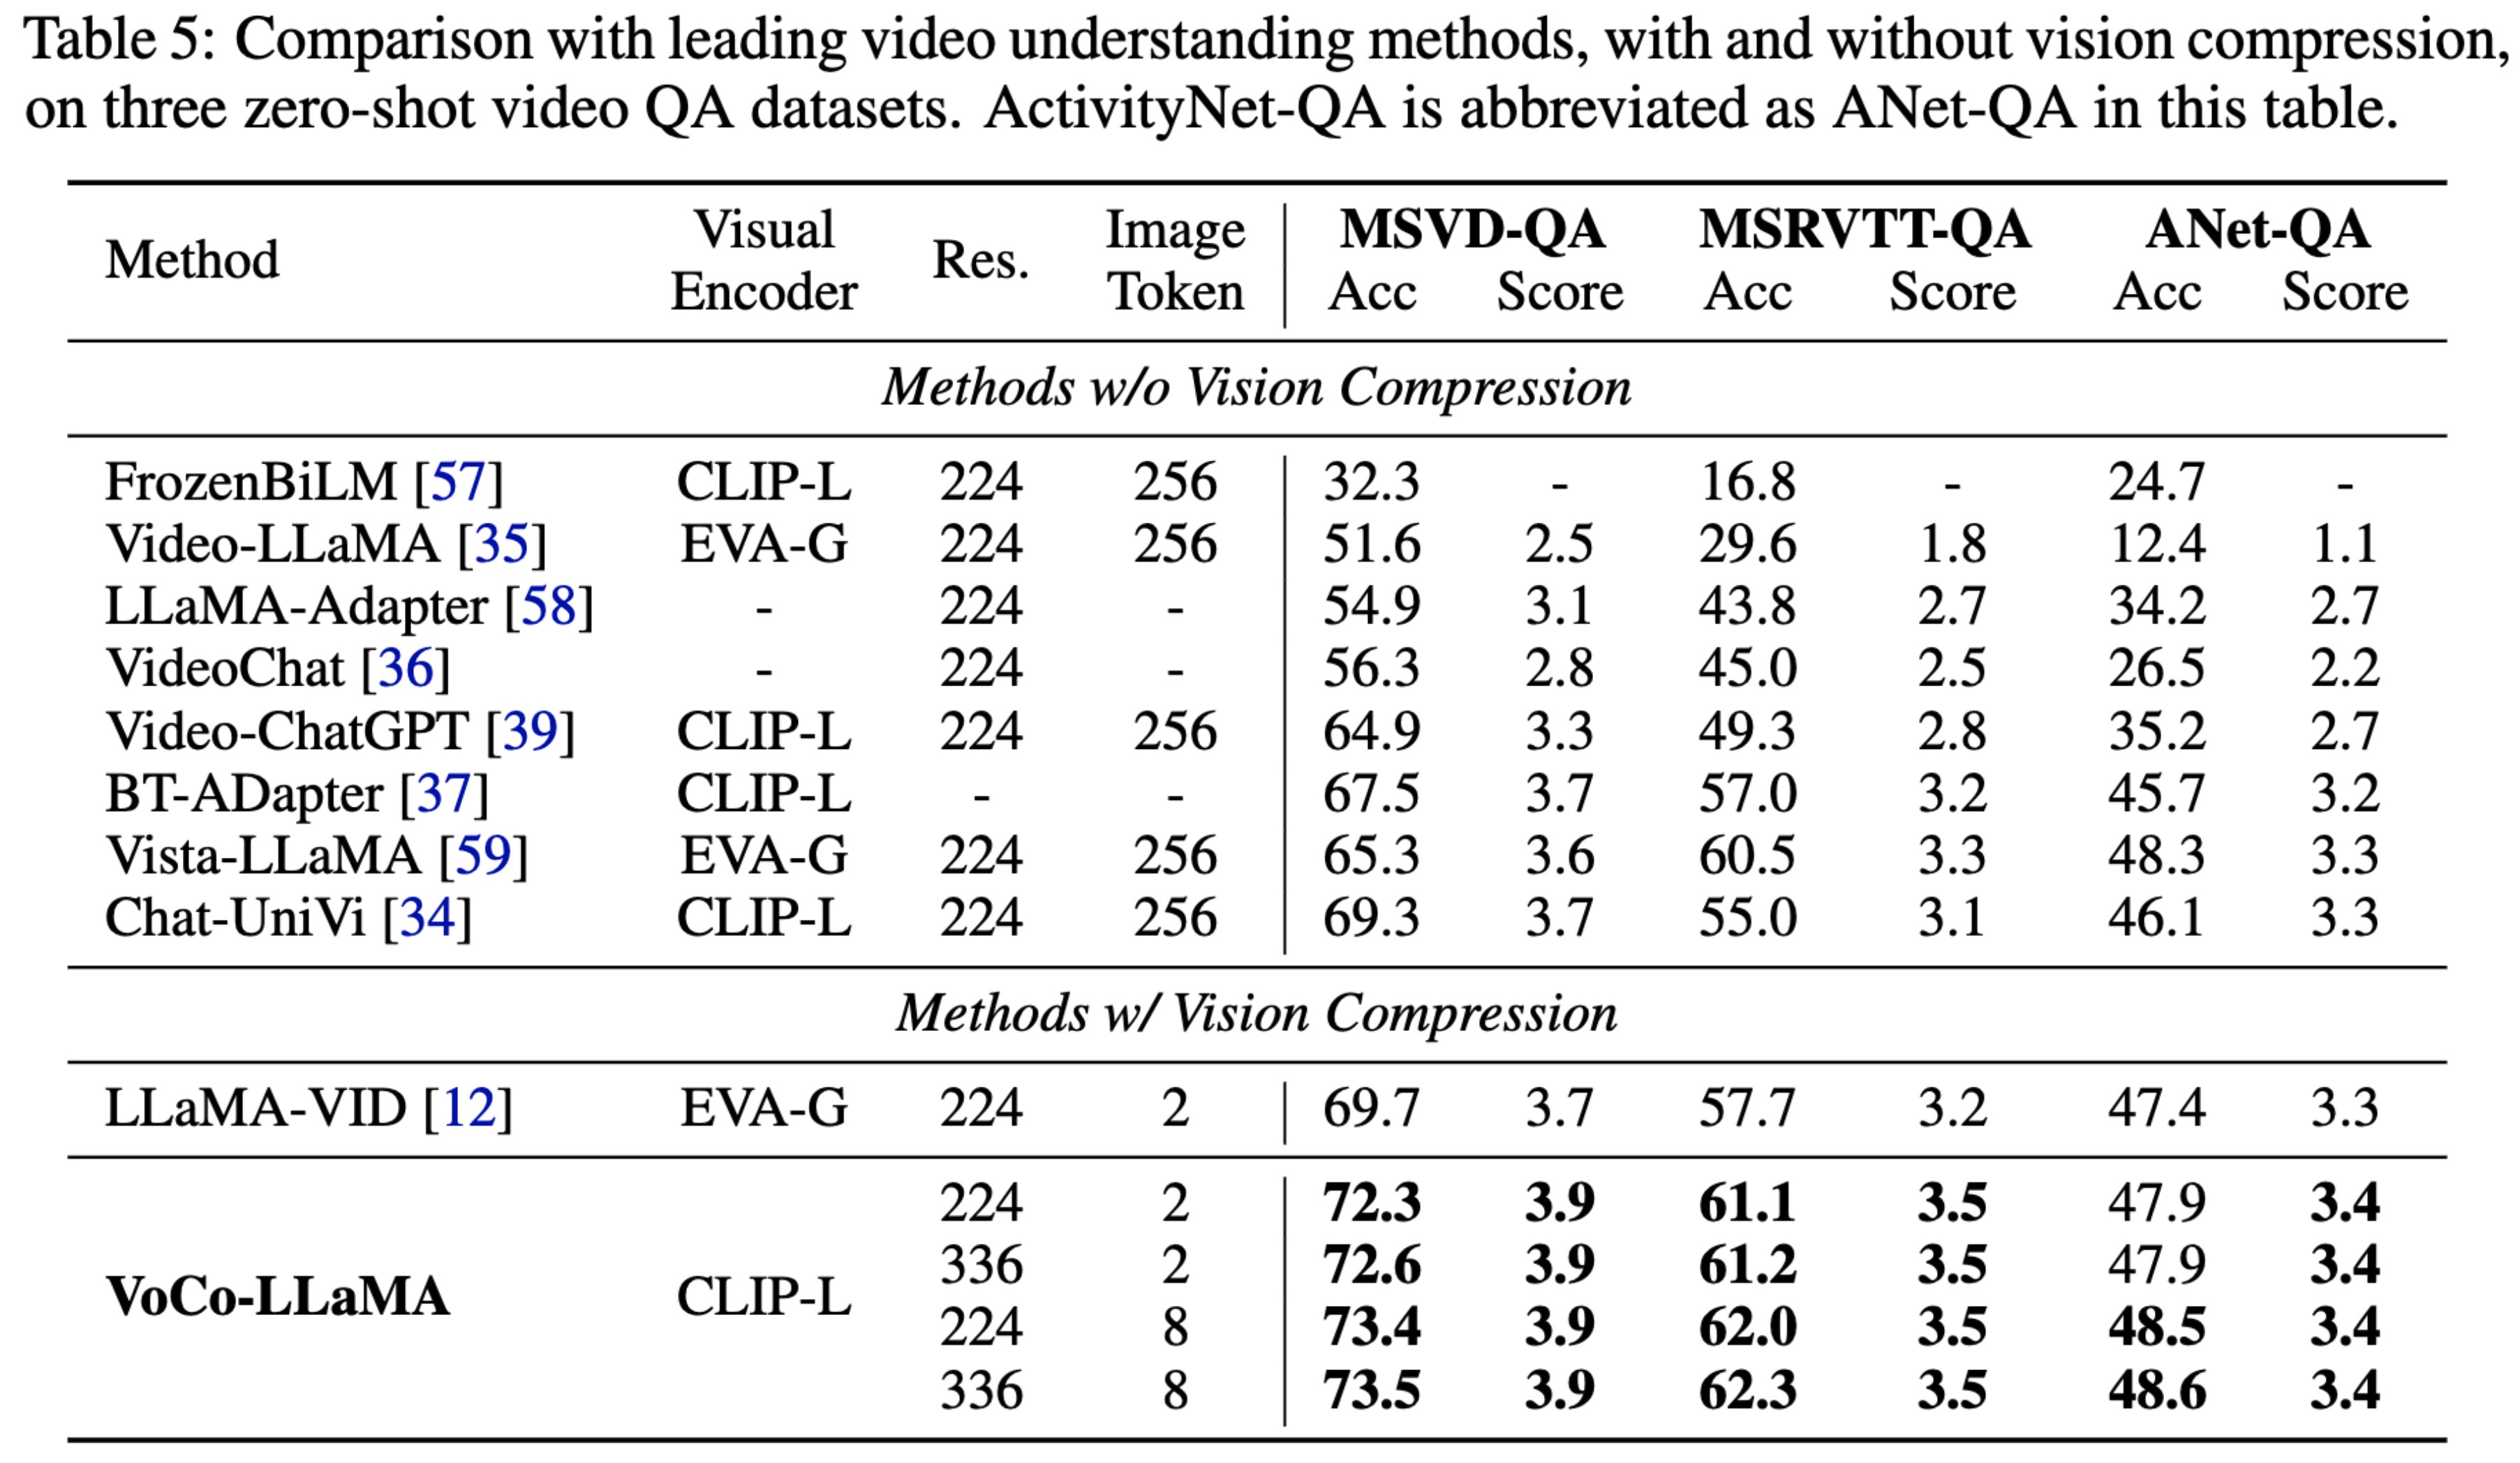 Table 5: Comparison with leading video understanding methods, with and without vision compression,
on three zero-shot video QA datasets. ActivityNet-QA is abbreviated as ANet-QA in this table.
Method Visual Encoder Res. Image Token MSVD-QA MSRVTT-QA ANet-QA
Acc Score Acc Score Acc Score
Methods w/o Vision Compression
FrozenBiLM [57] CLIP-L 224 256 32.3 - 16.8 - 24.7 -
Video-LLaMA [35] EVA-G 224 256 51.6 2.5 29.6 1.8 12.4 1.1
LLaMA-Adapter [58] - 224 - 54.9 3.1 43.8 2.7 34.2 2.7
VideoChat [36] - 224 - 56.3 2.8 45.0 2.5 26.5 2.2
Video-ChatGPT [39] CLIP-L 224 256 64.9 3.3 49.3 2.8 35.2 2.7
BT-ADapter [37] CLIP-L - - 67.5 3.7 57.0 3.2 45.7 3.2
Vista-LLaMA [59] EVA-G 224 256 65.3 3.6 60.5 3.3 48.3 3.3
Chat-UniVi [34] CLIP-L 224 256 69.3 3.7 55.0 3.1 46.1 3.3
Methods w/ Vision Compression
LLaMA-VID [12] EVA-G 224 2 69.7 3.7 57.7 3.2 47.4 3.3
VoCo-LLaMA CLIP-L
224 2 72.3 3.9 61.1 3.5 47.9 3.4
336 2 72.6 3.9 61.2 3.5 47.9 3.4
224 8 73.4 3.9 62.0 3.5 48.5 3.4
336 8 73.5 3.9 62.3 3.5 48.6 3.4